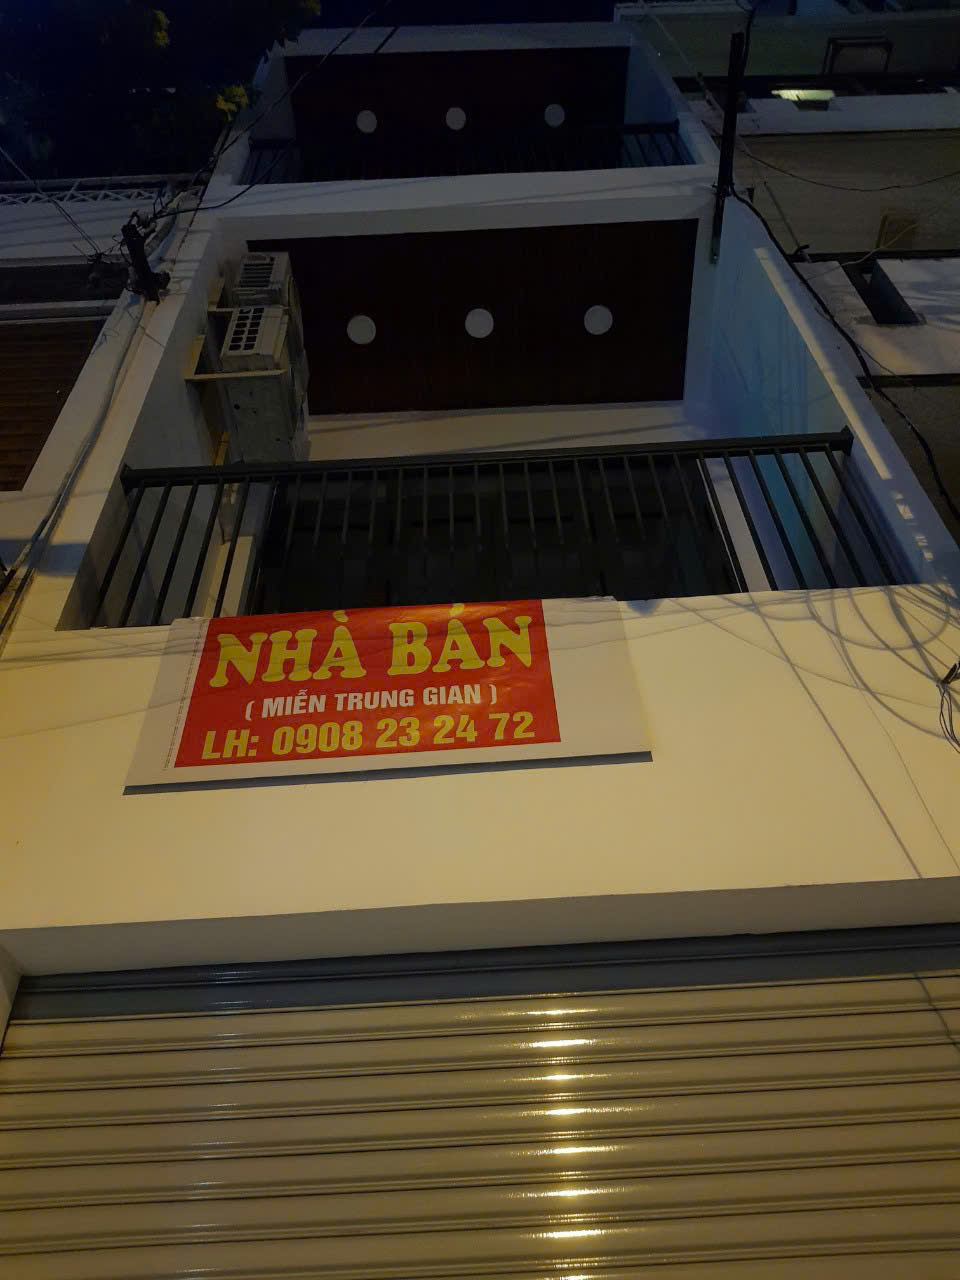 NHÀ BÁN
( MIỄN TRUNG GIAN )
LH: 0908 23 24 72